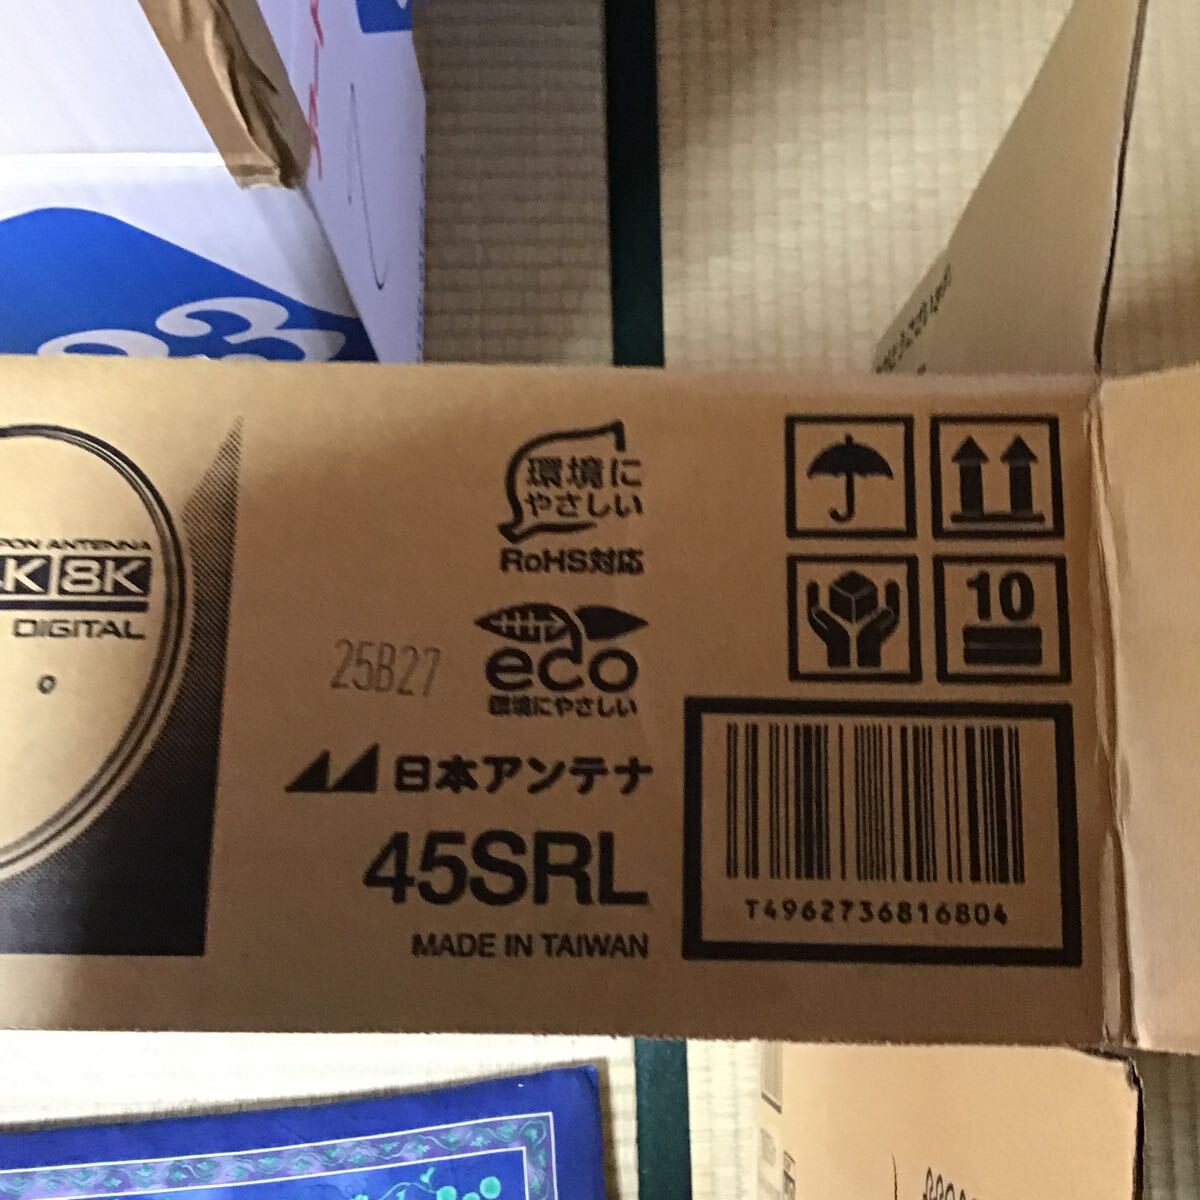 環境に
やさしい
RoHS対応
eco
環境にやさしい
25B27
日本アンテナ
45SRL
MADE IN TAIWAN
10
T4962736816804
ANTENNA
8K
DIGITAL